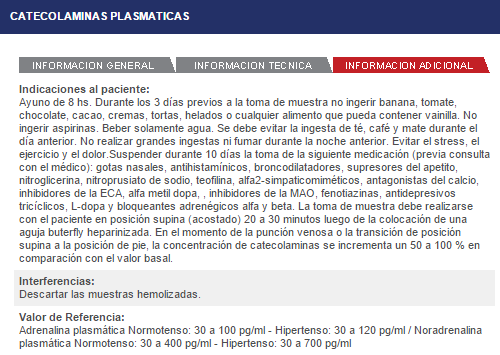 CATECOLAMINAS PLASMATICAS
INFORMACION GENERAL INFORMACION TECNICA INFORMACION ADICIONAL
Indicaciones al paciente:
Ayuno de 8 hs. Durante los 3 días previos a la toma de muestra no ingerir banana, tomate,
chocolate, cacao, cremas, tortas, helados o cualquier alimento que pueda contener vainilla. No
ingerir aspirinas. Beber solamente agua. Se debe evitar la ingesta de té, café y mate durante el
día anterior. No realizar grandes ingestas ni fumar durante la noche anterior. Evitar el stress, el
ejercicio y el dolor.Suspender durante 10 días la toma de la siguiente medicación (previa consulta
con el médico): gotas nasales, antihistamínicos, broncodilatadores, supresores del apetito,
nitroglicerina, nitroprusiato de sodio, teofilina, alfa2-simpaticomiméticos, antagonistas del calcio,
inhibidores de la ECA, alfa metil dopa, , inhibidores de la MAO, fenotiazinas, antidepresivos
tricíclicos, L-dopa y bloqueantes adrenégicos alfa y beta. La toma de muestra debe realizarse
con el paciente en posición supina (acostado) 20 a 30 minutos luego de la colocación de una
aguja buterfly heparinizada. En el momento de la punción venosa o la transición de posición
supina a la posición de pie, la concentración de catecolaminas se incrementa un 50 a 100 % en
comparación con el valor basal.
Interferencias:
Descartar las muestras hemolizadas.
Valor de Referencia:
Adrenalina plasmática Normotenso: 30 a 100 pg/ml - Hipertenso: 30 a 120 pg/ml / Noradrenalina
plasmática Normotenso: 30 a 400 pg/ml - Hipertenso: 30 a 700 pg/ml